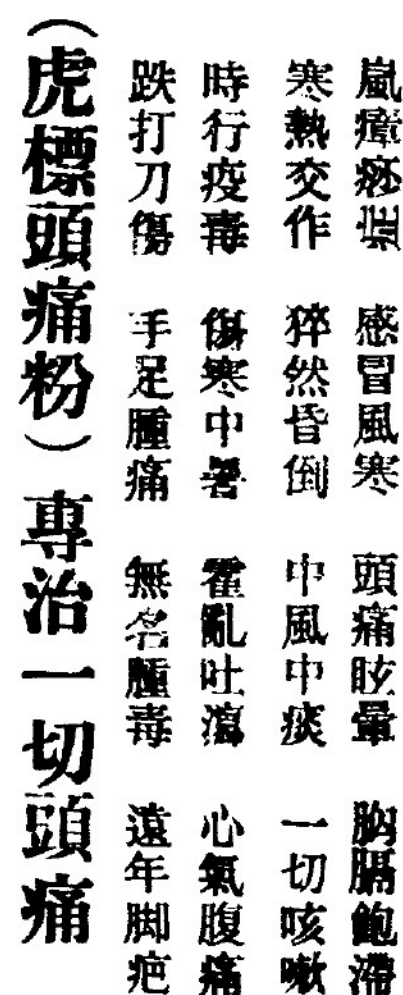 嵐瘴痧症 感冒風寒 頭痛眩暈 胸膈飽滯
寒熱交作 猝然昏倒 中風中痰 一切咳嗽
時行疫毒 傷寒中暑 霍亂吐瀉 心氣腹痛
跌打刀傷 手足腫痛 無名腫毒 遠年脚疤
(虎標頭痛粉)專治一切頭痛